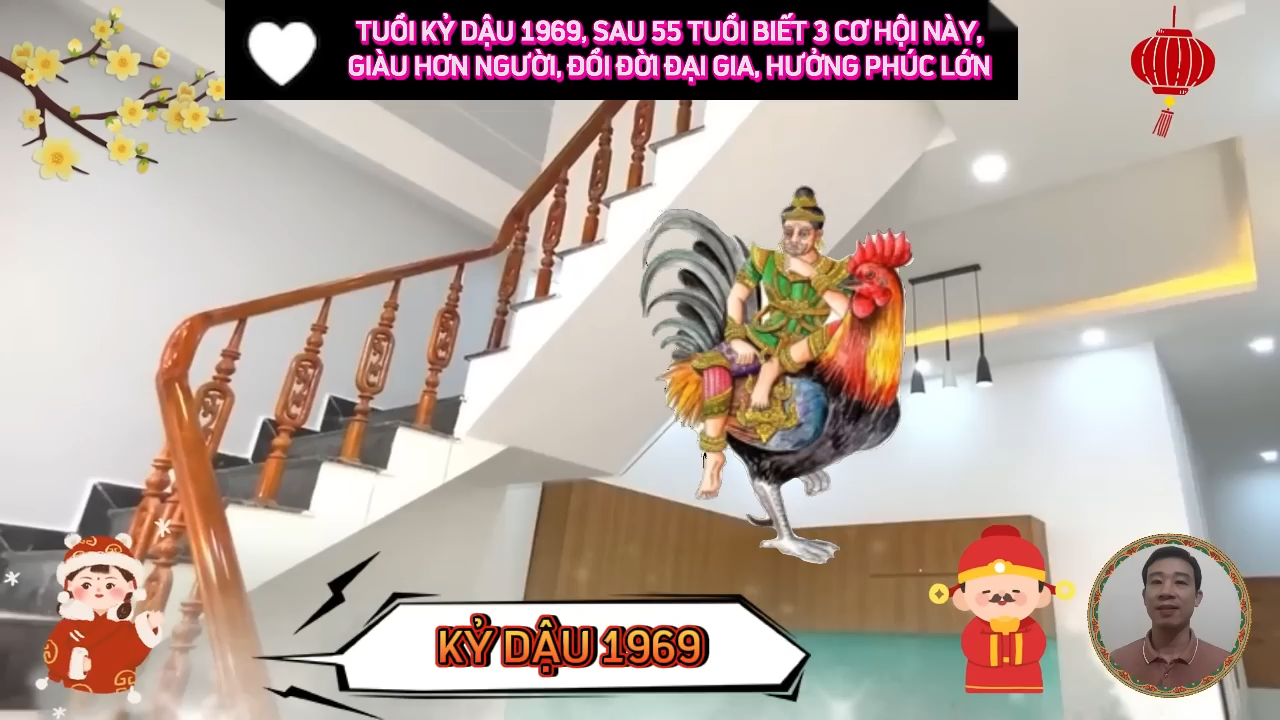 TUỔI KỶ DẬU 1969, SAU 55 TUỔI BIẾT 3 CƠ HỘI NÀY,
GIÀU HƠN NGƯỜI, ĐỔI ĐỜI ĐẠI GIA, HƯỞNG PHÚC LỚN
KỶ DẬU 1969